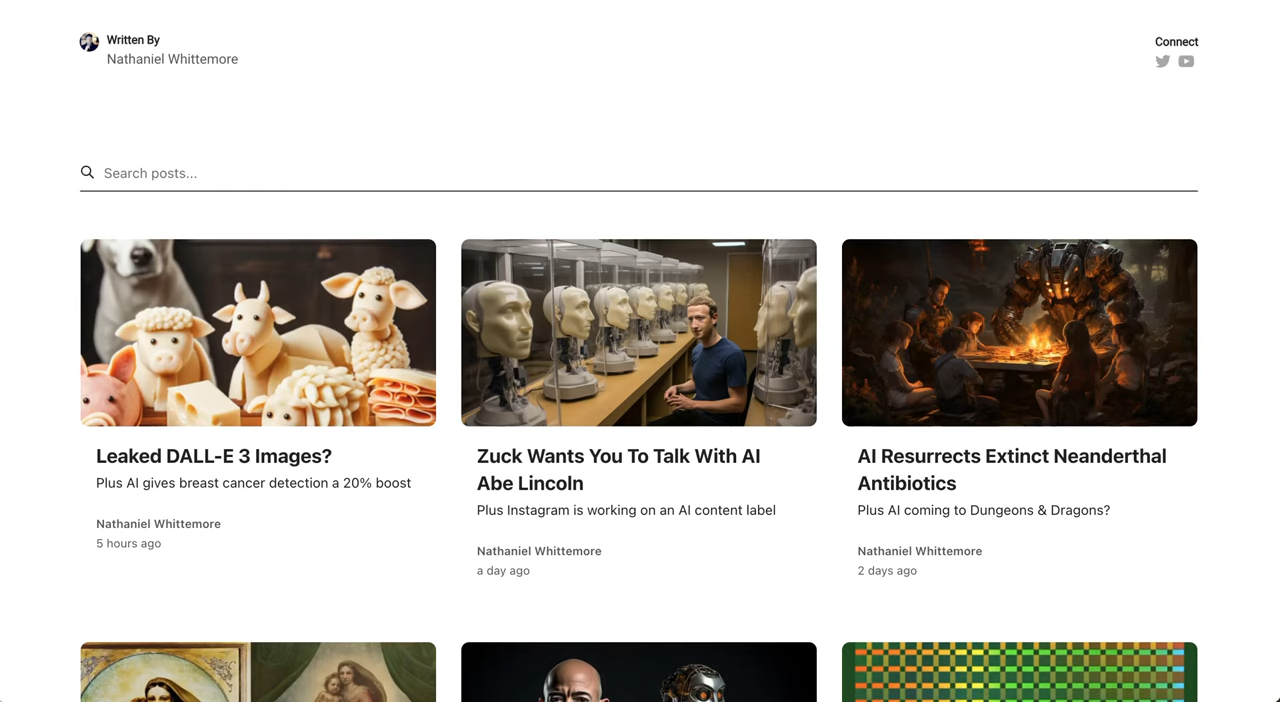 Written By
Nathaniel Whittemore
Connect
Search posts...
Leaked DALL-E 3 Images?
Plus AI gives breast cancer detection a 20% boost
Nathaniel Whittemore
5 hours ago
Zuck Wants You To Talk With AI
Abe Lincoln
Plus Instagram is working on an AI content label
Nathaniel Whittemore
a day ago
AI Resurrects Extinct Neanderthal
Antibiotics
Plus AI coming to Dungeons & Dragons?
Nathaniel Whittemore
2 days ago